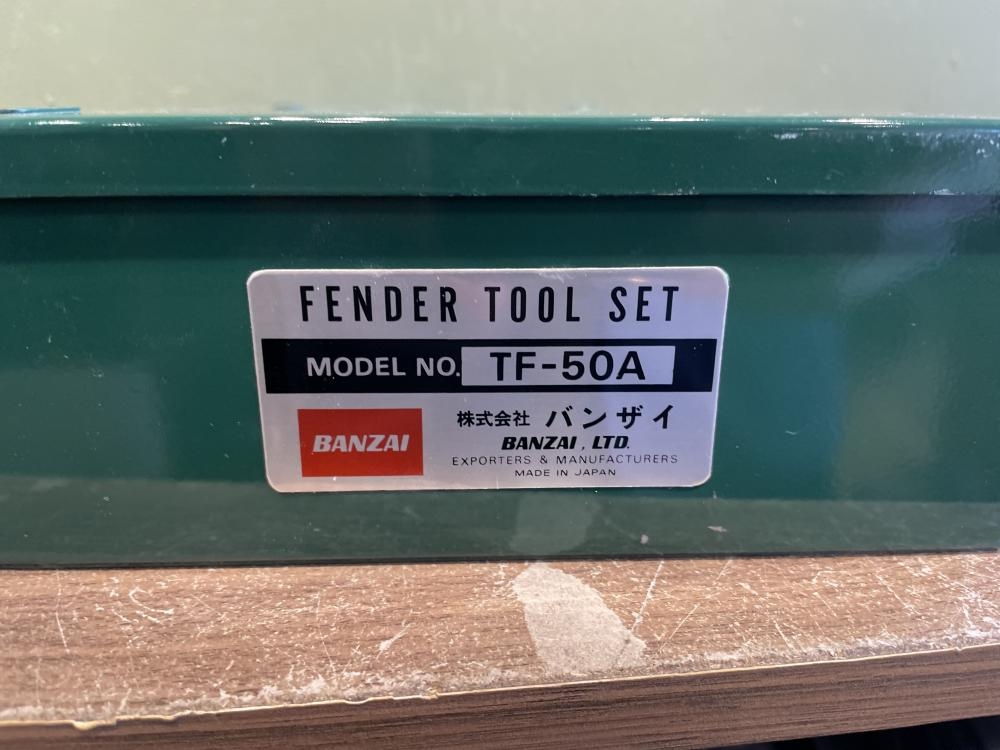 FENDER TOOL SET
MODEL NO. TF-50A
BANZAI
株式会社 バンザイ
BANZAI, LTD.
EXPORTERS & MANUFACTURERS
MADE IN JAPAN